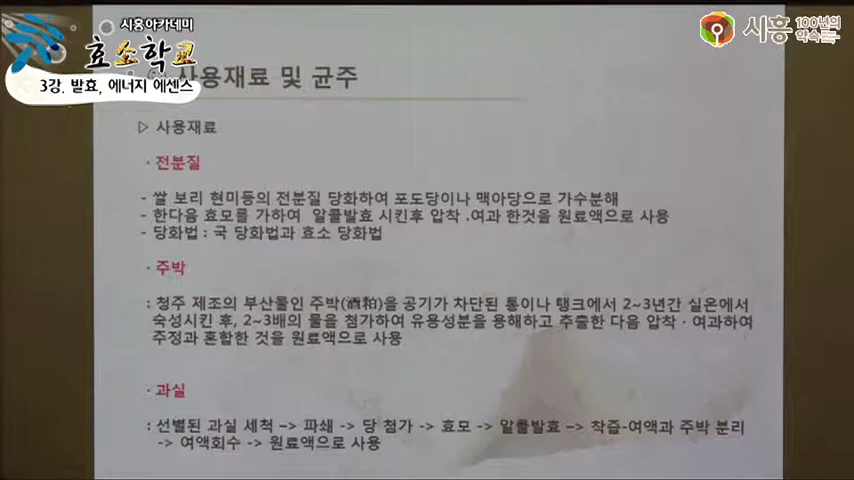 시흥아카데미
효소학교
3강. 발효, 에너지 에센스
시흥 100년의 약속
사용재료 및 균주
▷ 사용재료
· 전분질
- 쌀 보리 현미등의 전분질 당화하여 포도당이나 맥아당으로 가수분해
- 한다음 효모를 가하여 알콜발효 시킨후 압착 .여과 한것을 원료액으로 사용
- 당화법 : 국 당화법과 효소 당화법
· 주박
: 청주 제조의 부산물인 주박(酒粕)을 공기가 차단된 통이나 탱크에서 2~3년간 실온에서
숙성시킨 후, 2~3배의 물을 첨가하여 유용성분을 용해하고 추출한 다음 압착 · 여과하여
주정과 혼합한 것을 원료액으로 사용
· 과실
: 선별된 과실 세척 –> 파쇄 -> 당 첨가 -> 효모 -> 알콜발효 –> 착즙-여액과 주박 분리
-> 여액회수 -> 원료액으로 사용